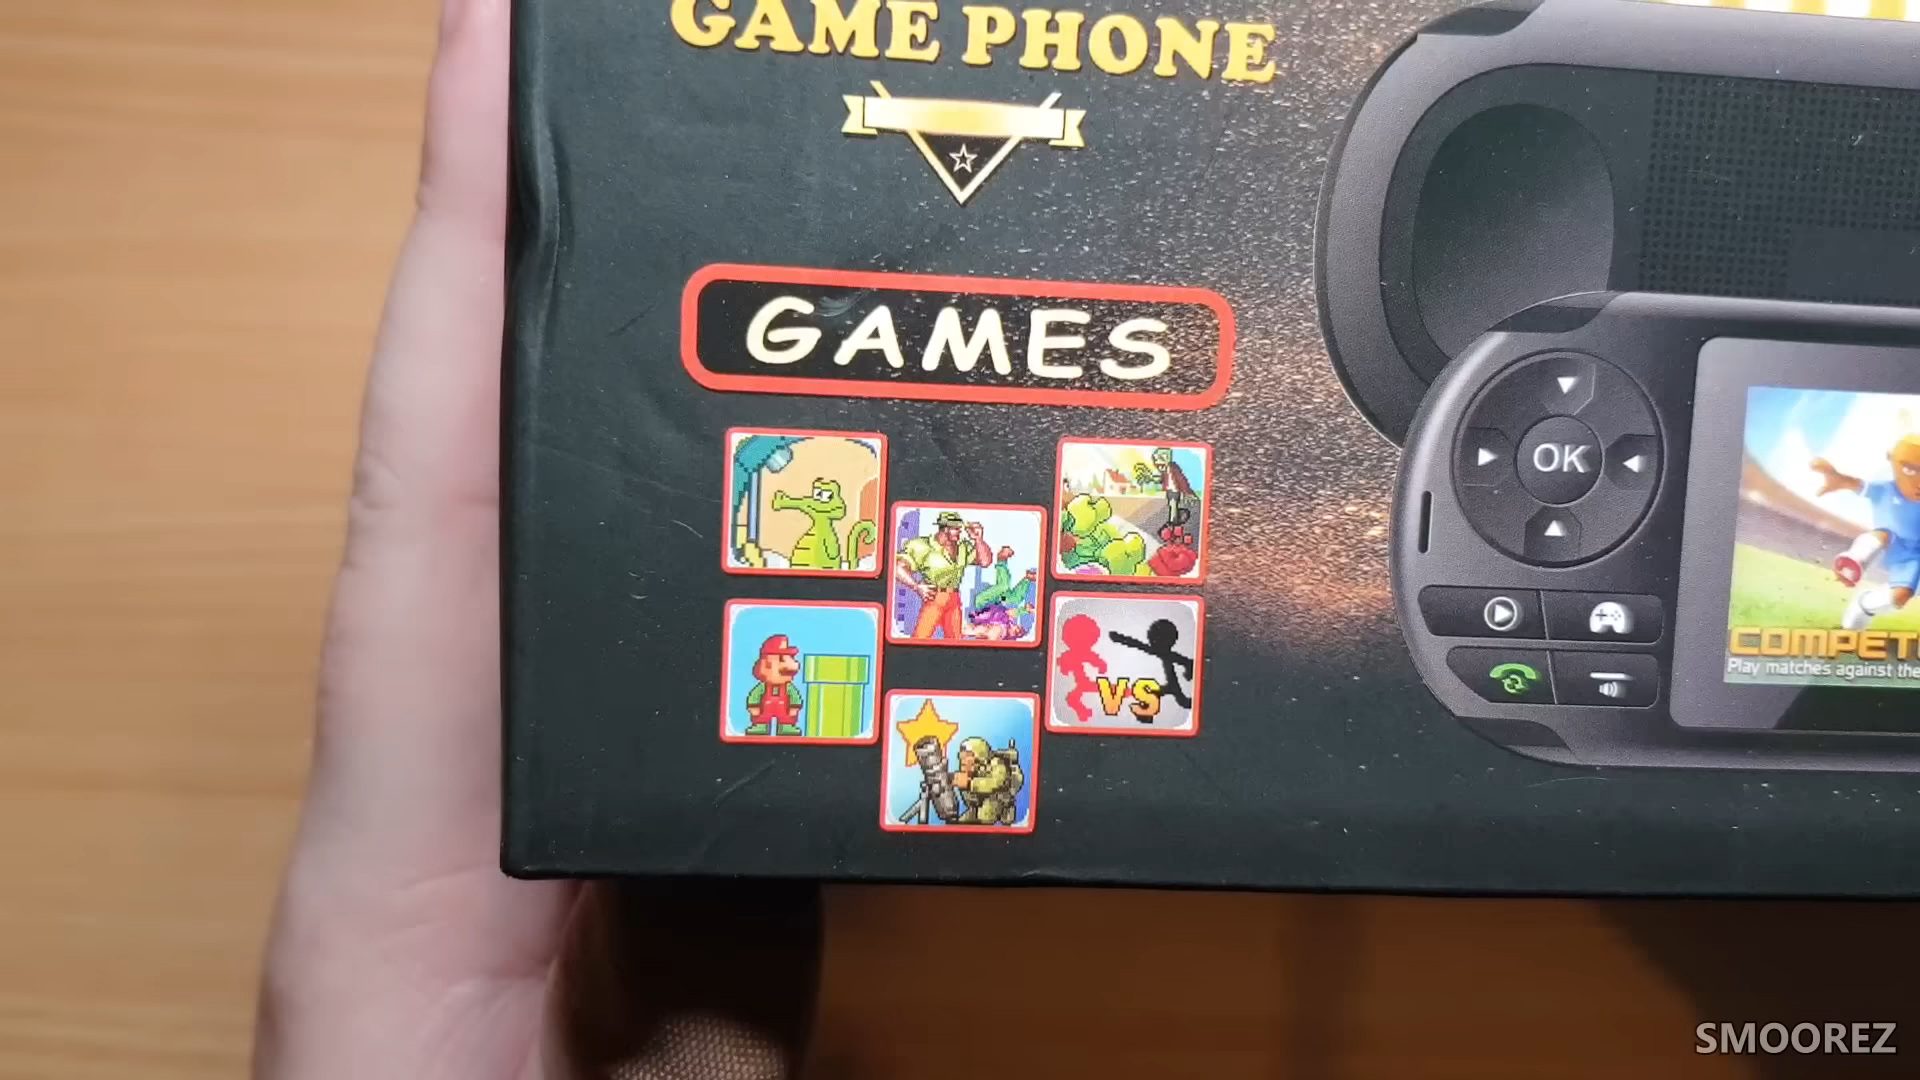 GAME PHONE
GAMES
OK
VS
COMPET
Play matches against the
SMOOREZ